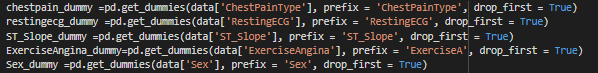 chestpain_dummy =pd.get_dummies(data['ChestPainType'], prefix = 'ChestPainType', drop_first = True)
restingecg_dummy =pd.get_dummies(data['RestingECG'], prefix = 'RestingECG', drop_first = True)
ST_Slope_dummy =pd.get_dummies(data['ST_Slope'], prefix = 'ST_Slope', drop_first = True)
ExerciseAngina_dummy=pd.get_dummies(data['ExerciseAngina'], prefix = 'ExerciseA', drop_first = True)
Sex_dummy =pd.get_dummies(data['Sex'], prefix = 'Sex', drop_first = True)